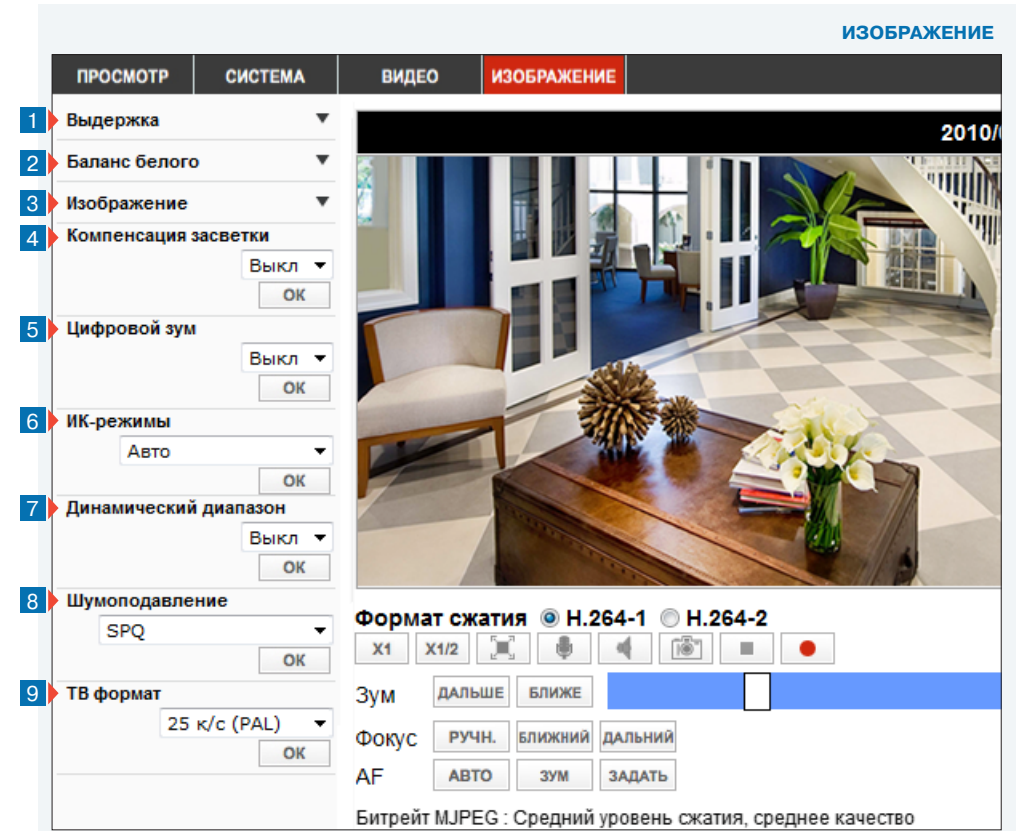 ИЗОБРАЖЕНИЕ
ПРОСМОТР СИСТЕМА ВИДЕО ИЗОБРАЖЕНИЕ
1 Выдержка
2 Баланс белого
3 Изображение
4 Компенсация засветки
Выкл
ОК
5 Цифровой зум
Выкл
ОК
6 ИК-режимы
Авто
ОК
7 Динамический диапазон
Выкл
ОК
8 Шумоподавление
SPQ
ОК
9 ТВ формат
25 к/с (PAL)
ОК
2010/
Формат сжатия H.264-1 H.264-2
X1 X1/2
Зум ДАЛЬШЕ БЛИЖЕ
Фокус РУЧН. БЛИЖНИЙ ДАЛЬНИЙ
AF АВТО ЗУМ ЗАДАТЬ
Битрейт MJPEG : Средний уровень сжатия, среднее качество